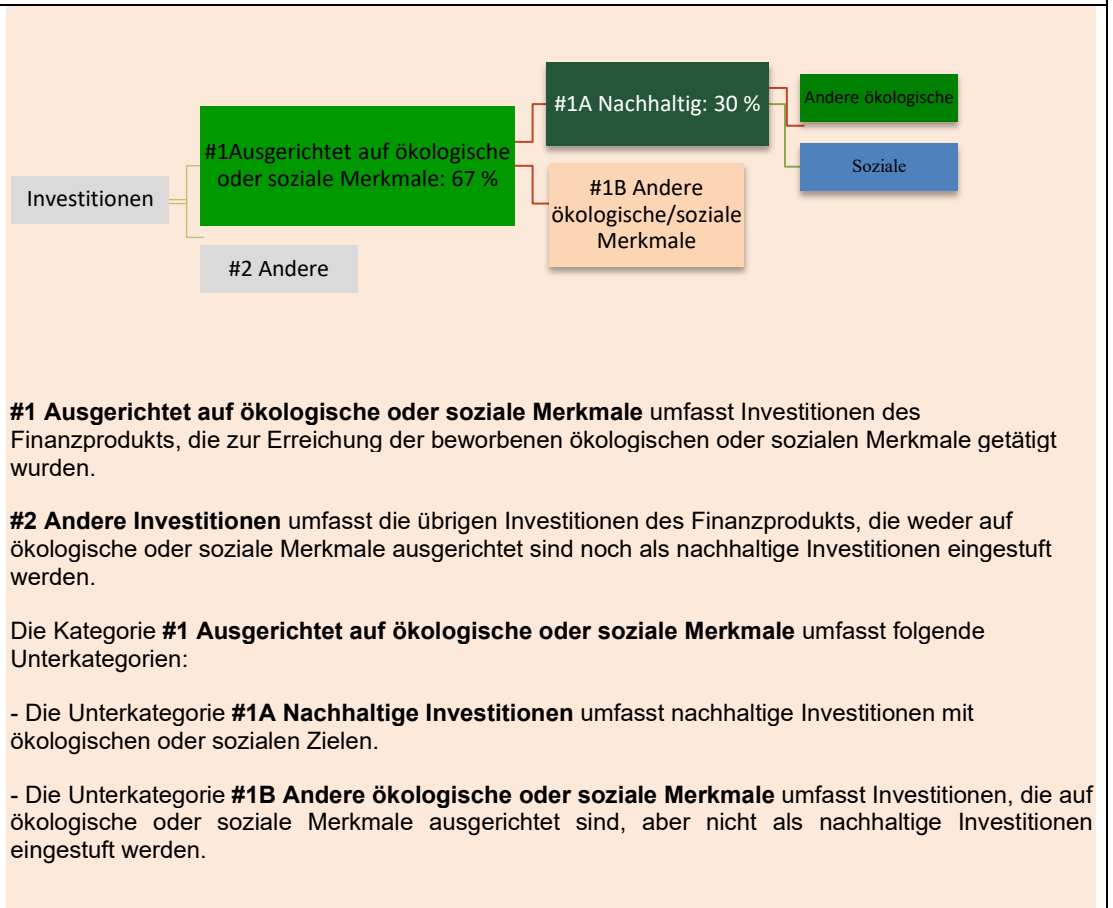 Investitionen
#1Ausgerichtet auf ökologische
oder soziale Merkmale: 67 %
#2 Andere
#1A Nachhaltig: 30 %
#1B Andere
ökologische/soziale
Merkmale
Andere ökologische
Soziale
#1 Ausgerichtet auf ökologische oder soziale Merkmale umfasst Investitionen des
Finanzprodukts, die zur Erreichung der beworbenen ökologischen oder sozialen Merkmale getätigt
wurden.
#2 Andere Investitionen umfasst die übrigen Investitionen des Finanzprodukts, die weder auf
ökologische oder soziale Merkmale ausgerichtet sind noch als nachhaltige Investitionen eingestuft
werden.
Die Kategorie #1 Ausgerichtet auf ökologische oder soziale Merkmale umfasst folgende
Unterkategorien:
- Die Unterkategorie #1A Nachhaltige Investitionen umfasst nachhaltige Investitionen mit
ökologischen oder sozialen Zielen.
- Die Unterkategorie #1B Andere ökologische oder soziale Merkmale umfasst Investitionen, die auf
ökologische oder soziale Merkmale ausgerichtet sind, aber nicht als nachhaltige Investitionen
eingestuft werden.